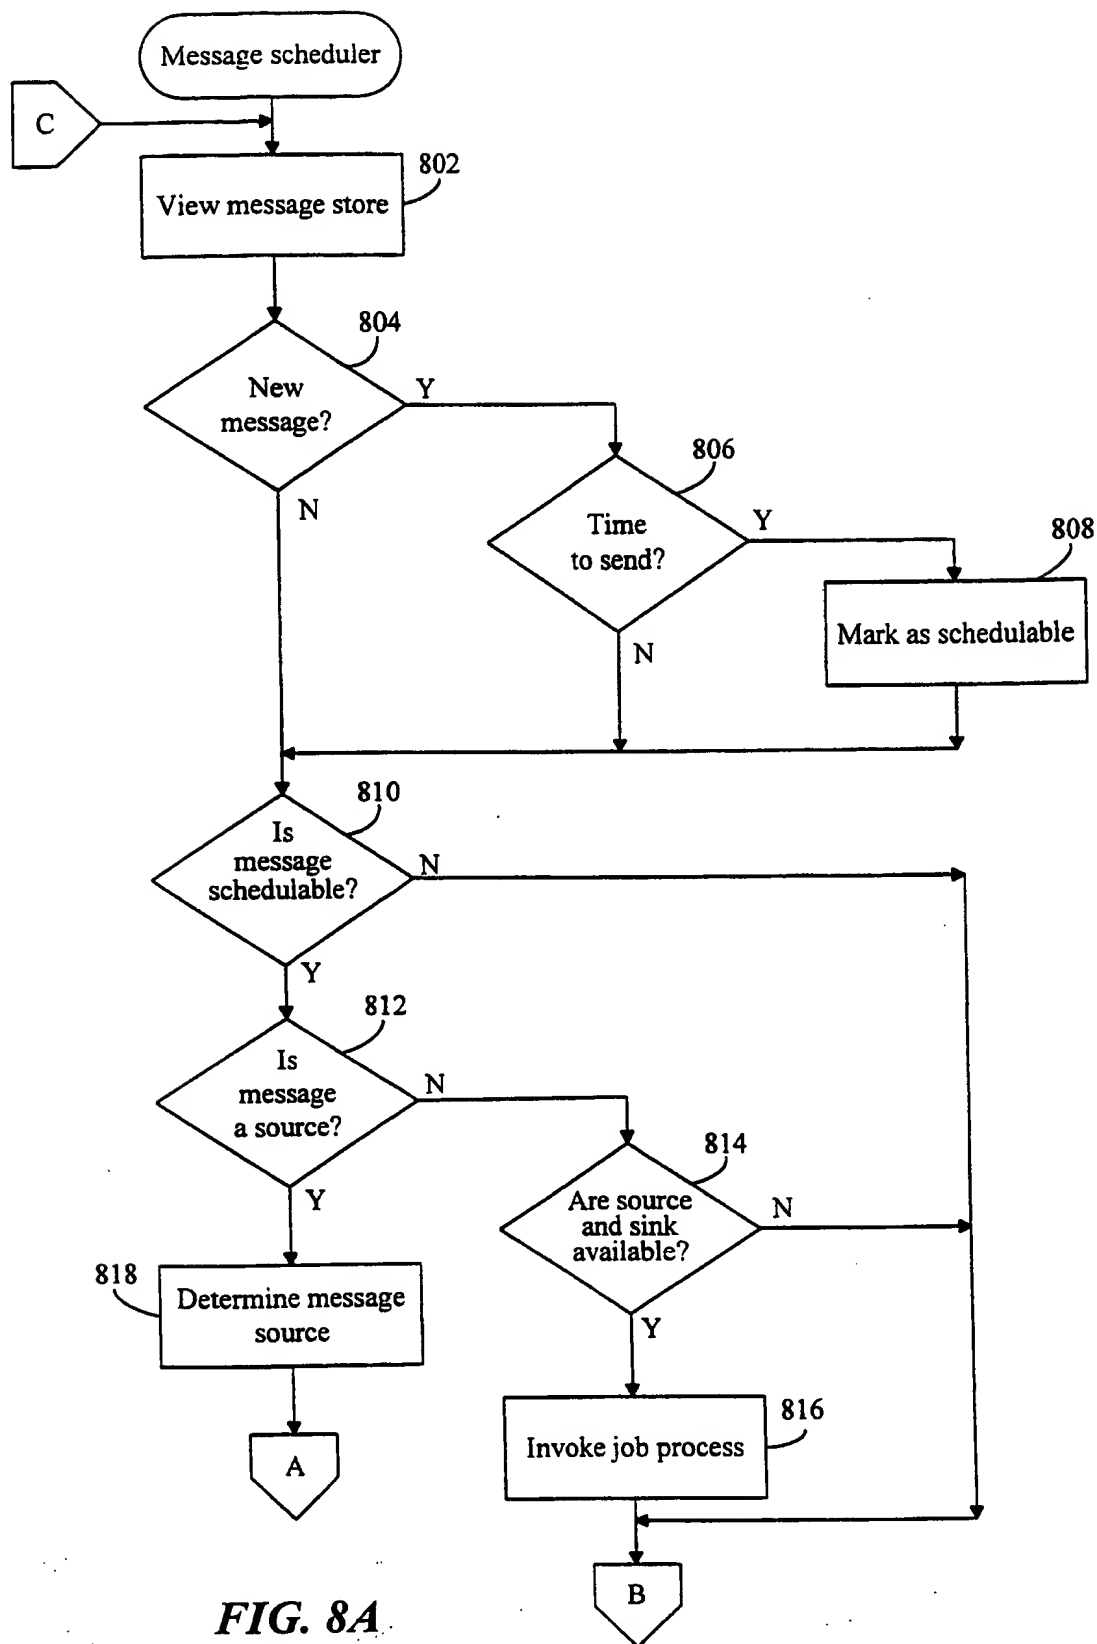 Message scheduler
C
802
View message store
804
New
message?
Y
N
806
Time
to send?
Y
N
808
Mark as schedulable
810
Is
message
schedulable?
N
Y
812
Is
message
a source?
N
Y
814
Are source
and sink
available?
N
Y
818
Determine message
source
816
Invoke job process
A
B
FIG. 8A